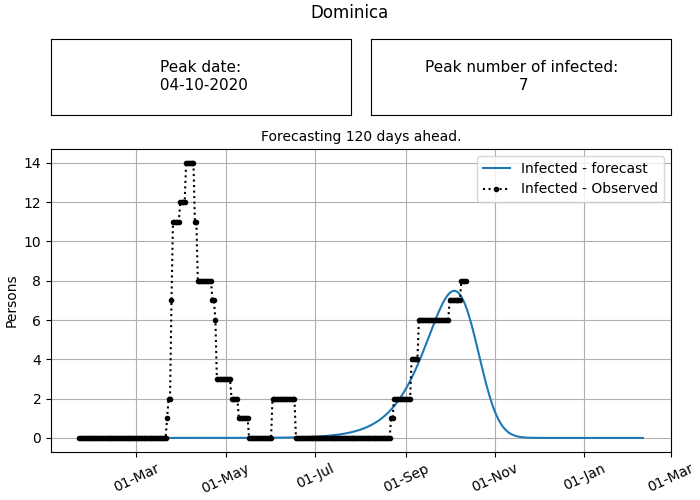 Dominica
Peak date:
04-10-2020
Peak number of infected:
7
Forecasting 120 days ahead.
Infected - forecast
Infected - Observed
Persons
14
12
10
8
6
4
2
0
01-Mar
01-May
01-Jul
01-Sep
01-Nov
01-Jan
01-Mar